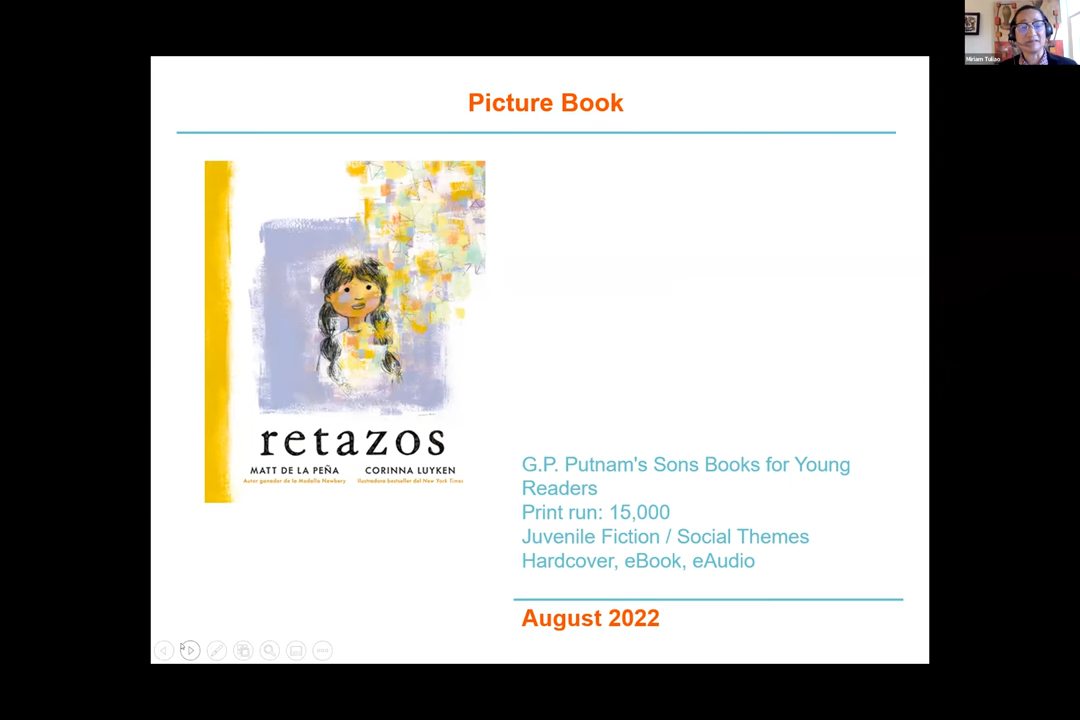 Miriam Tuliao
Picture Book
retazos
MATT DE LA PEÑA CORINNA LUYKEN
Autor ganador de la Medalla Newbery Ilustradora bestseller del New York Times
G.P. Putnam's Sons Books for Young
Readers
Print run: 15,000
Juvenile Fiction / Social Themes
Hardcover, eBook, eAudio
August 2022